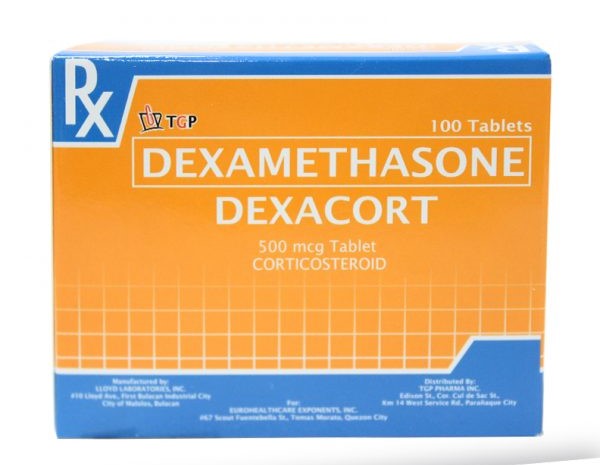 Rx
TGP
100 Tablets
DEXAMETHASONE
DEXACORT
500 mcg Tablet
CORTICOSTEROID
Manufactured by:
LLOYD LABORATORIES, INC.
#10 Lloyd Ave., First Bulacan Industrial City
City of Malolos, Bulacan
For:
EUROHEALTHCARE EXPONENTS, INC.
#67 Scout Fuentebella St., Tomas Morato, Quezon City
Distributed By:
TGP PHARMA INC.
Edison St., Cor. Cul de Sac St.,
Km 14 West Service Rd., Parañaque City